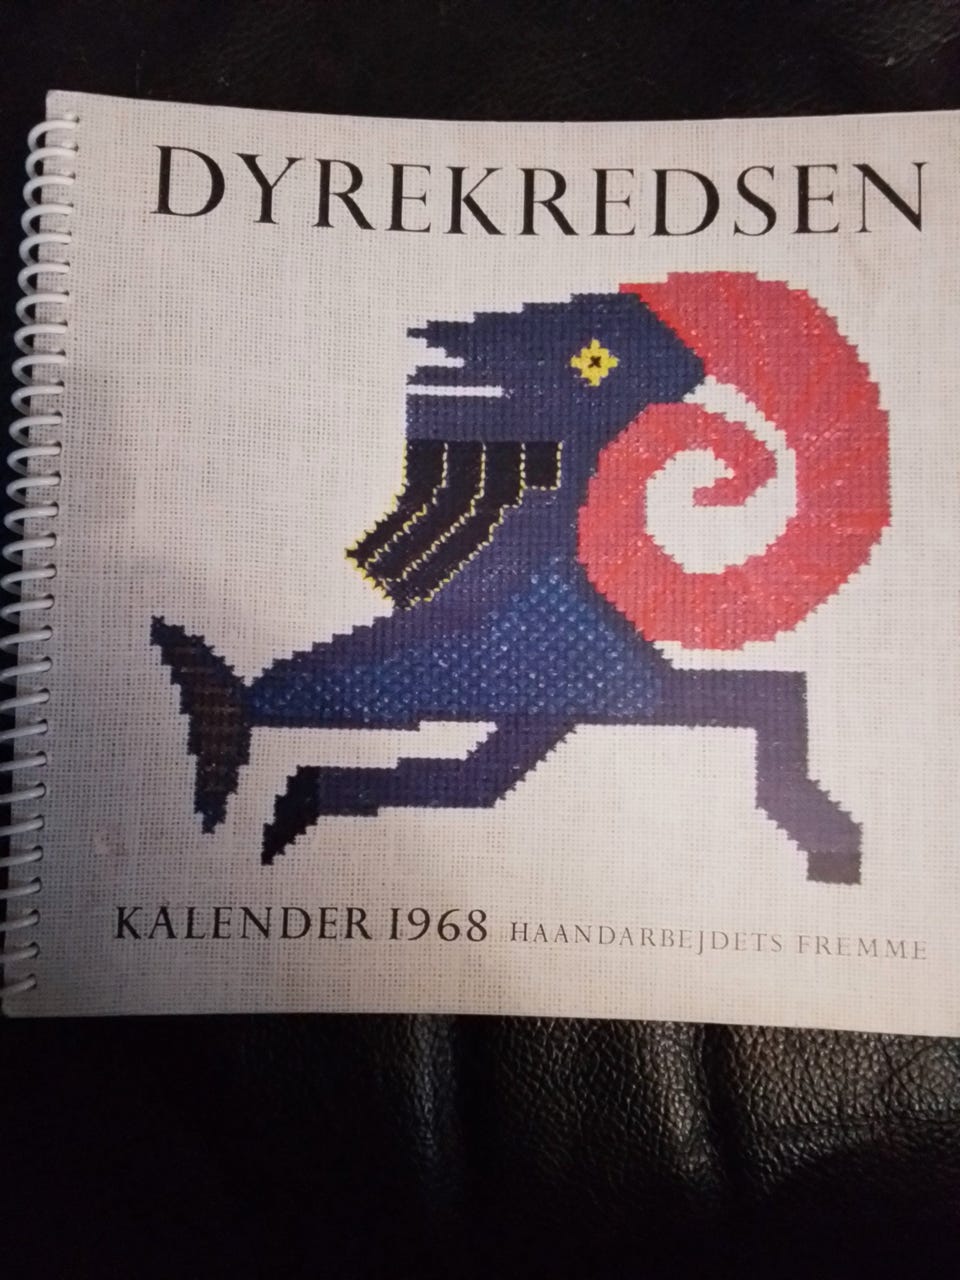 DYREKREDSEN
KALENDER 1968 HAANDARBEJDETS FREMME